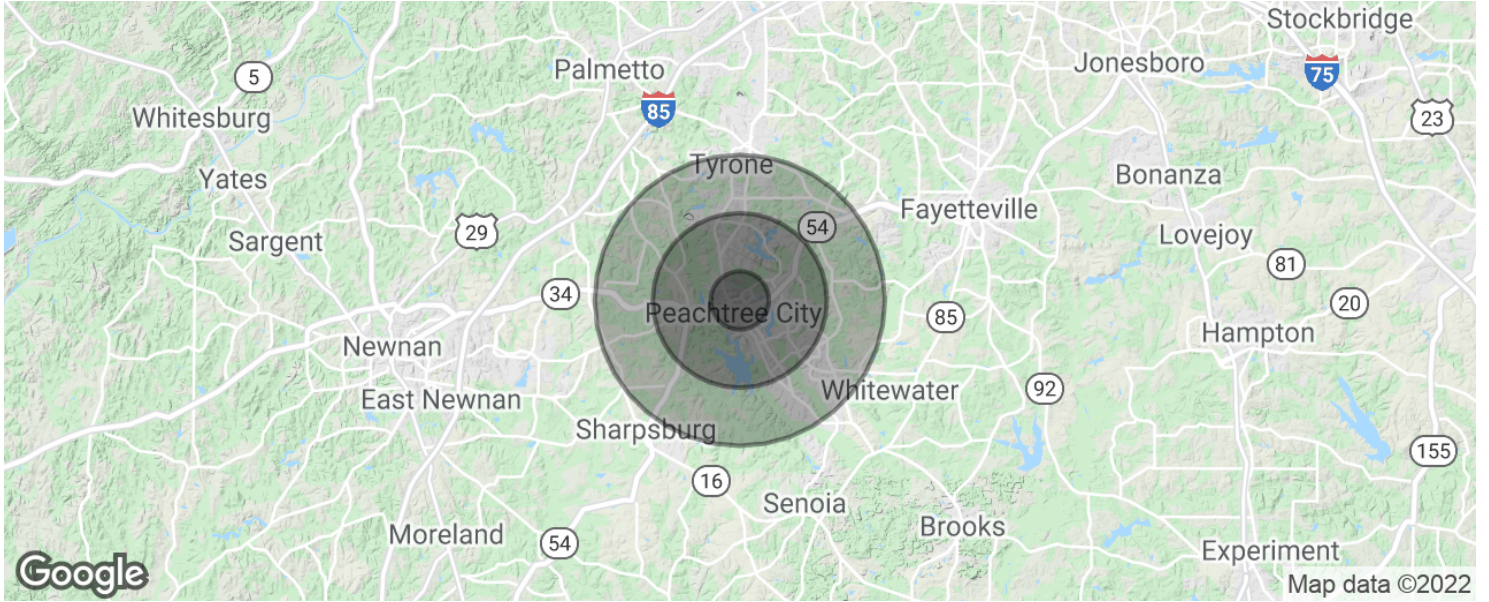 Stockbridge
Jonesboro
Palmetto
5
75
85
Whitesburg
23
Tyrone
Bonanza
Yates
Fayetteville
54
29
Sargent
Lovejoy
81
34
20
Peachtree City
85
Hampton
Newnan
92
Whitewater
East Newnan
Sharpsburg
155
16
Senoia
Brooks
Moreland
54
Experiment
Google
Map data ©2022